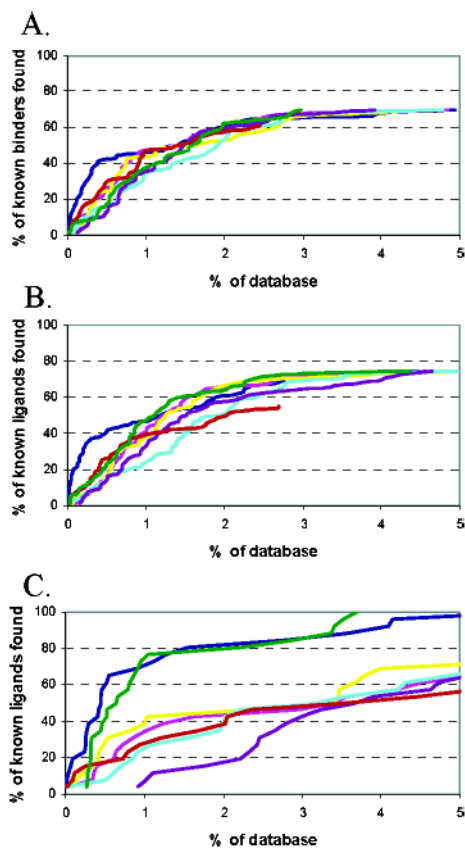 A.
% of known binders found
100
80
60
40
20
0
0 1 2 3 4 5
% of database
B.
% of known ligands found
100
80
60
40
20
0
0 1 2 3 4 5
% of database
C.
% of known ligands found
100
80
60
40
20
0
0 1 2 3 4 5
% of database